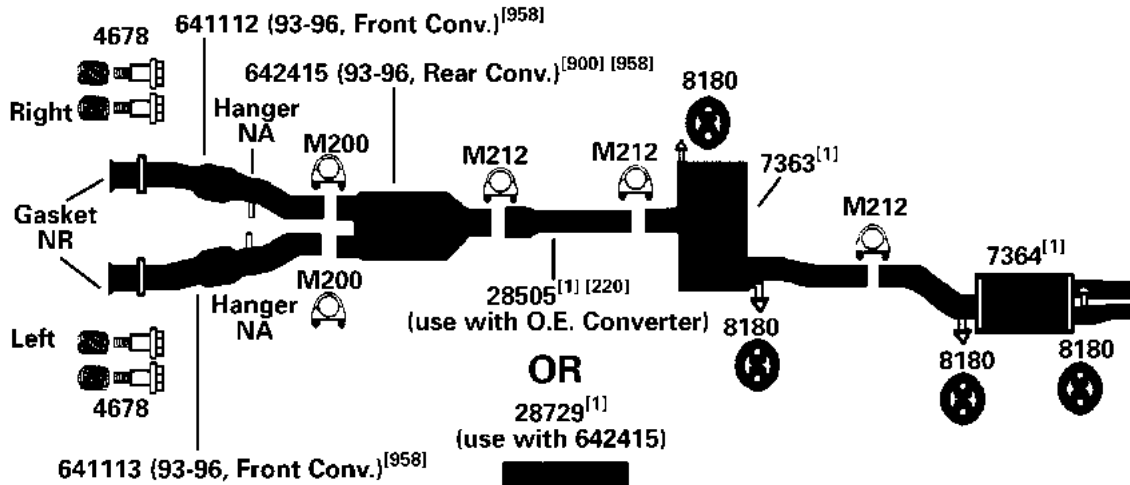 641112 (93-96, Front Conv.)[958]
4678
642415 (93-96, Rear Conv.)[900] [958]
8180
Right
Hanger
NA
M200
M212
M212
7363[1]
Gasket
NR
M212
7364[1]
M200
Hanger
NA
28505[1] [220]
(use with O.E. Converter)
Left
8180
8180
8180
OR
4678
28729[1]
(use with 642415)
641113 (93-96, Front Conv.)[958]